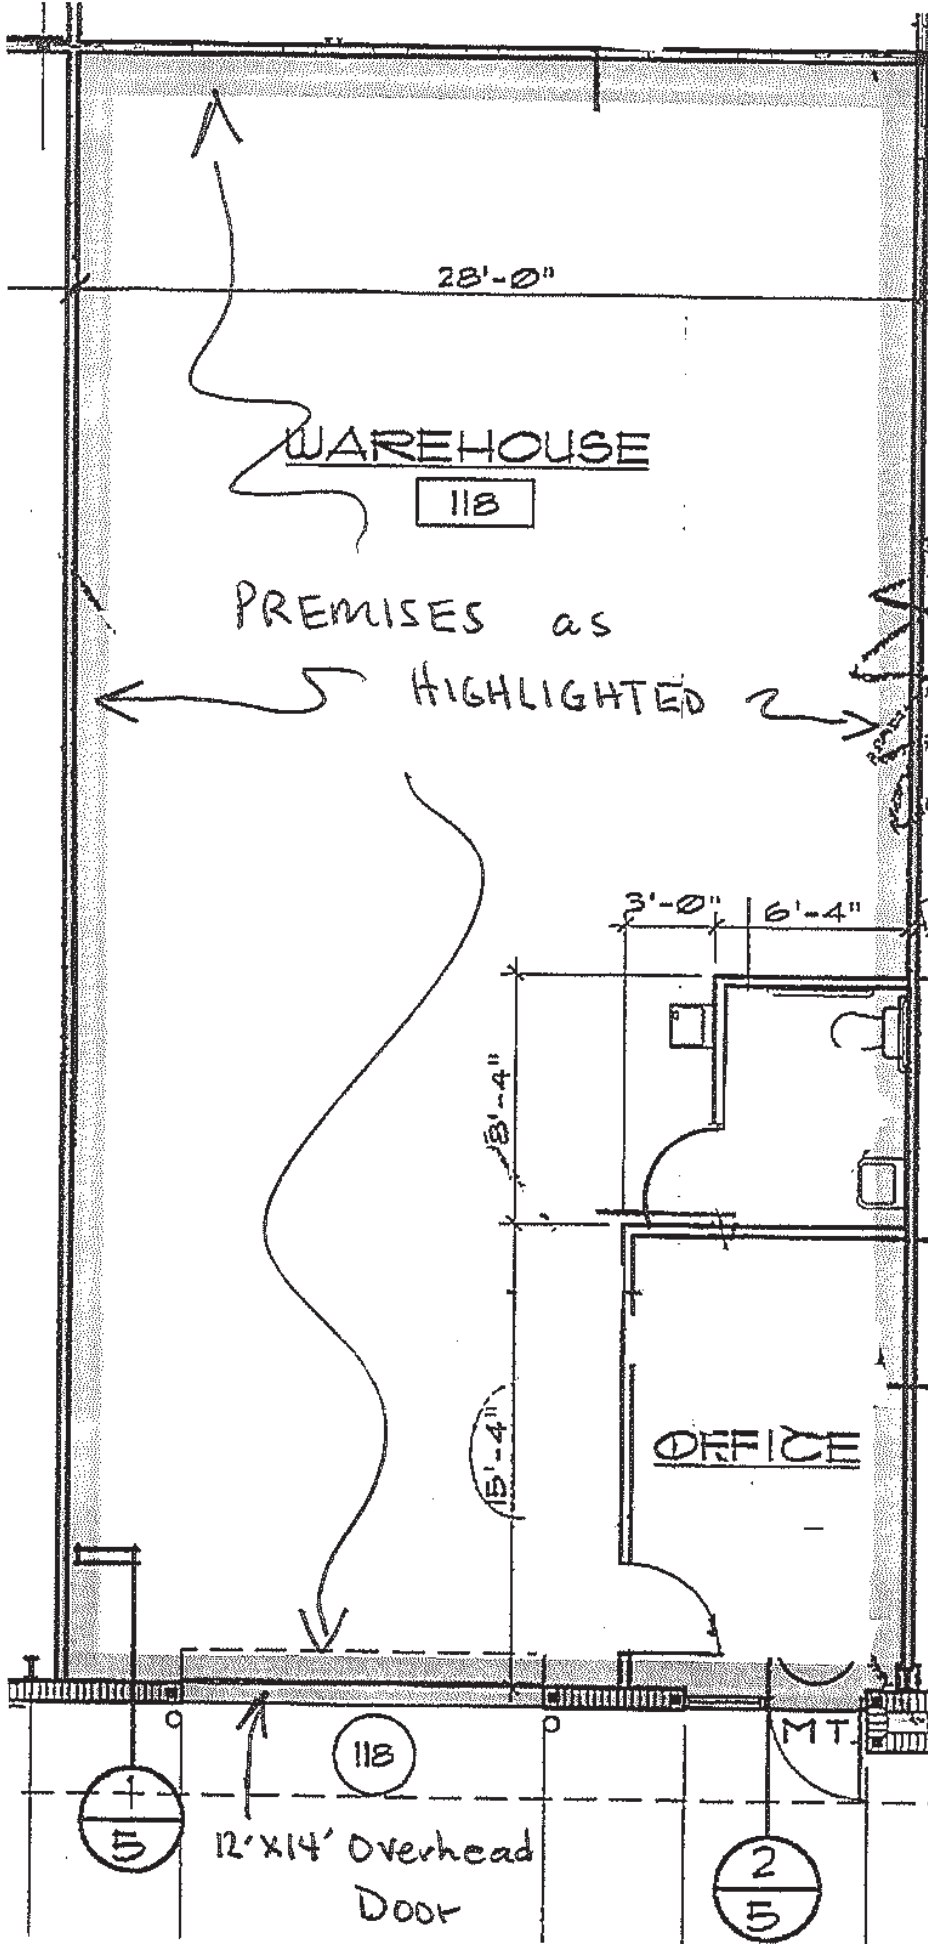 28'-0"
WAREHOUSE
118
PREMISES as
HIGHLIGHTED
3'-0" 6'-4"
8'-4"
15'-4"
OFFICE
MT.
118
5
12'x14' Overhead
Door
2
5